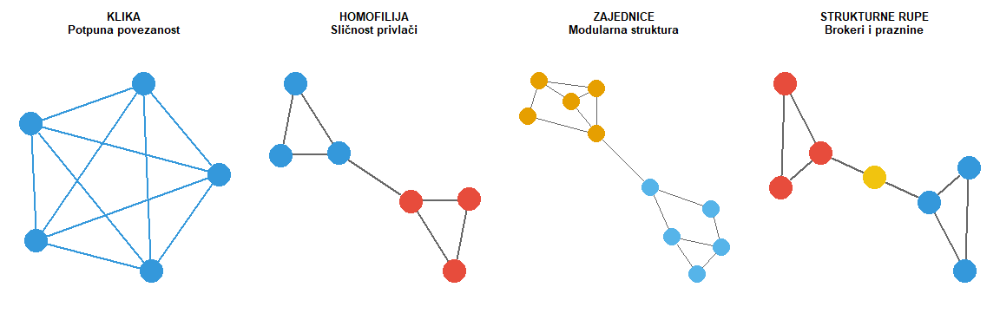 KLIKA
Potpuna povezanost
HOMOFILIJA
Sličnost privlači
ZAJEDNICE
Modularna struktura
STRUKTURNE RUPE
Brokeri i praznine